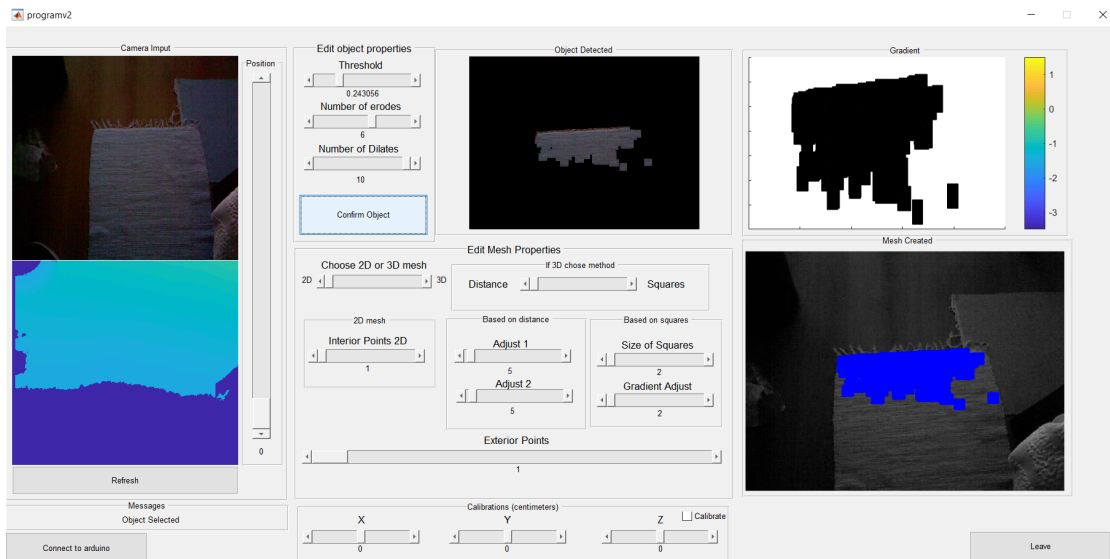 programv2
Camera Imput
Position
0
Refresh
Messages
Object Selected
Connect to arduino
Edit object properties
Threshold
0.243056
Number of erodes
6
Number of Dilates
10
Confirm Object
Object Detected
Gradient
1
0
-1
-2
-3
Edit Mesh Properties
Choose 2D or 3D mesh
2D 3D
If 3D chose method
Distance Squares
2D mesh
Interior Points 2D
1
Based on distance
Adjust 1
5
Adjust 2
5
Based on squares
Size of Squares
2
Gradient Adjust
2
Exterior Points
1
Mesh Created
Calibrations (centimeters)
X Y Z Calibrate
0 0 0
Leave